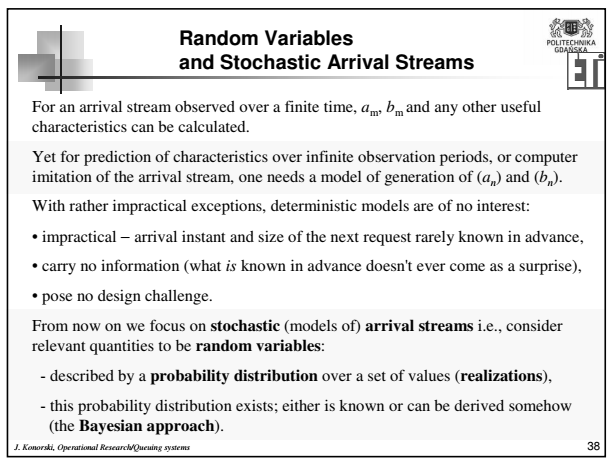 Random Variables
and Stochastic Arrival Streams
POLITECHNIKA
GDAŃSKA
For an arrival stream observed over a finite time, aₘ, bₘ and any other useful
characteristics can be calculated.
Yet for prediction of characteristics over infinite observation periods, or computer
imitation of the arrival stream, one needs a model of generation of (aₙ) and (bₙ).
With rather impractical exceptions, deterministic models are of no interest:
• impractical – arrival instant and size of the next request rarely known in advance,
• carry no information (what is known in advance doesn't ever come as a surprise),
• pose no design challenge.
From now on we focus on stochastic (models of) arrival streams i.e., consider
relevant quantities to be random variables:
- described by a probability distribution over a set of values (realizations),
- this probability distribution exists; either is known or can be derived somehow
(the Bayesian approach).
J. Konorski, Operational Research/Queuing systems
38